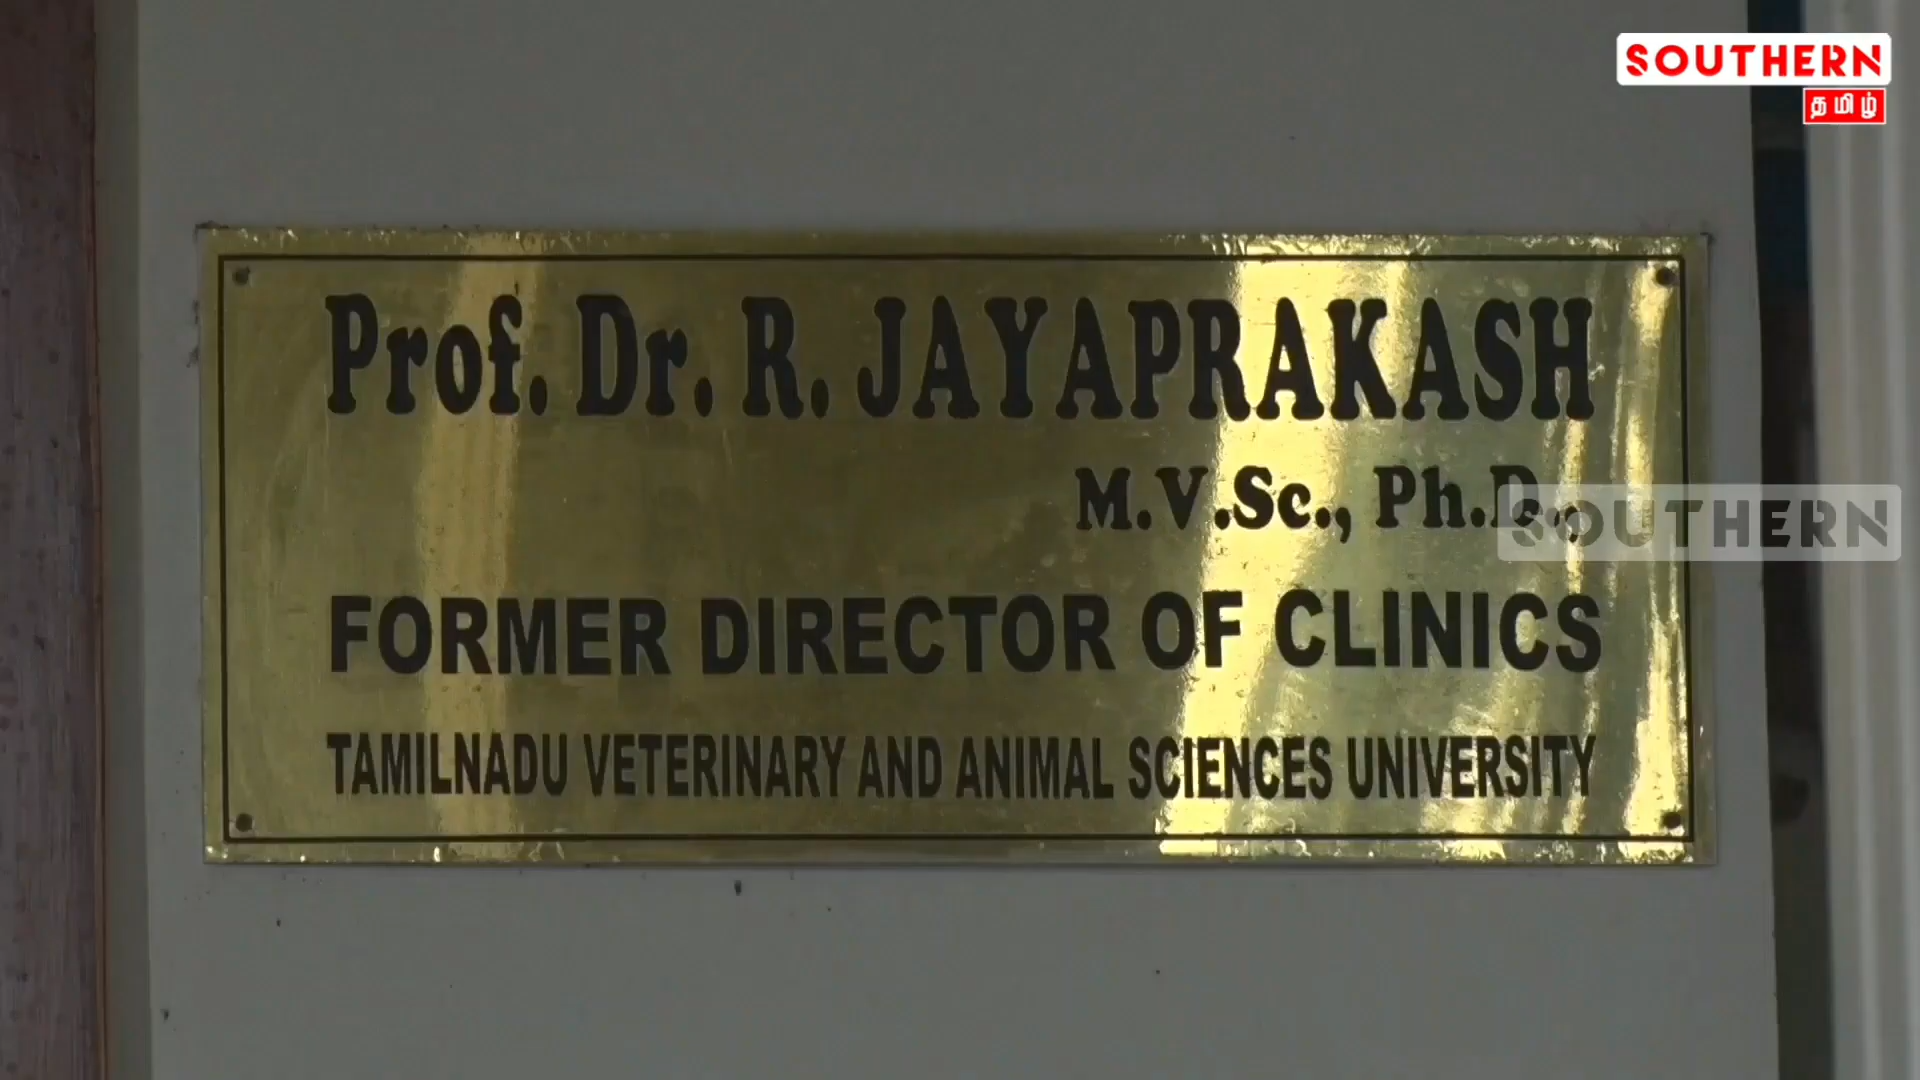 SOUTHERN
தமிழ்
Prof. Dr. R. JAYAPRAKASH
M.V.Sc., Ph.D.,
SOUTHERN
FORMER DIRECTOR OF CLINICS
TAMILNADU VETERINARY AND ANIMAL SCIENCES UNIVERSITY